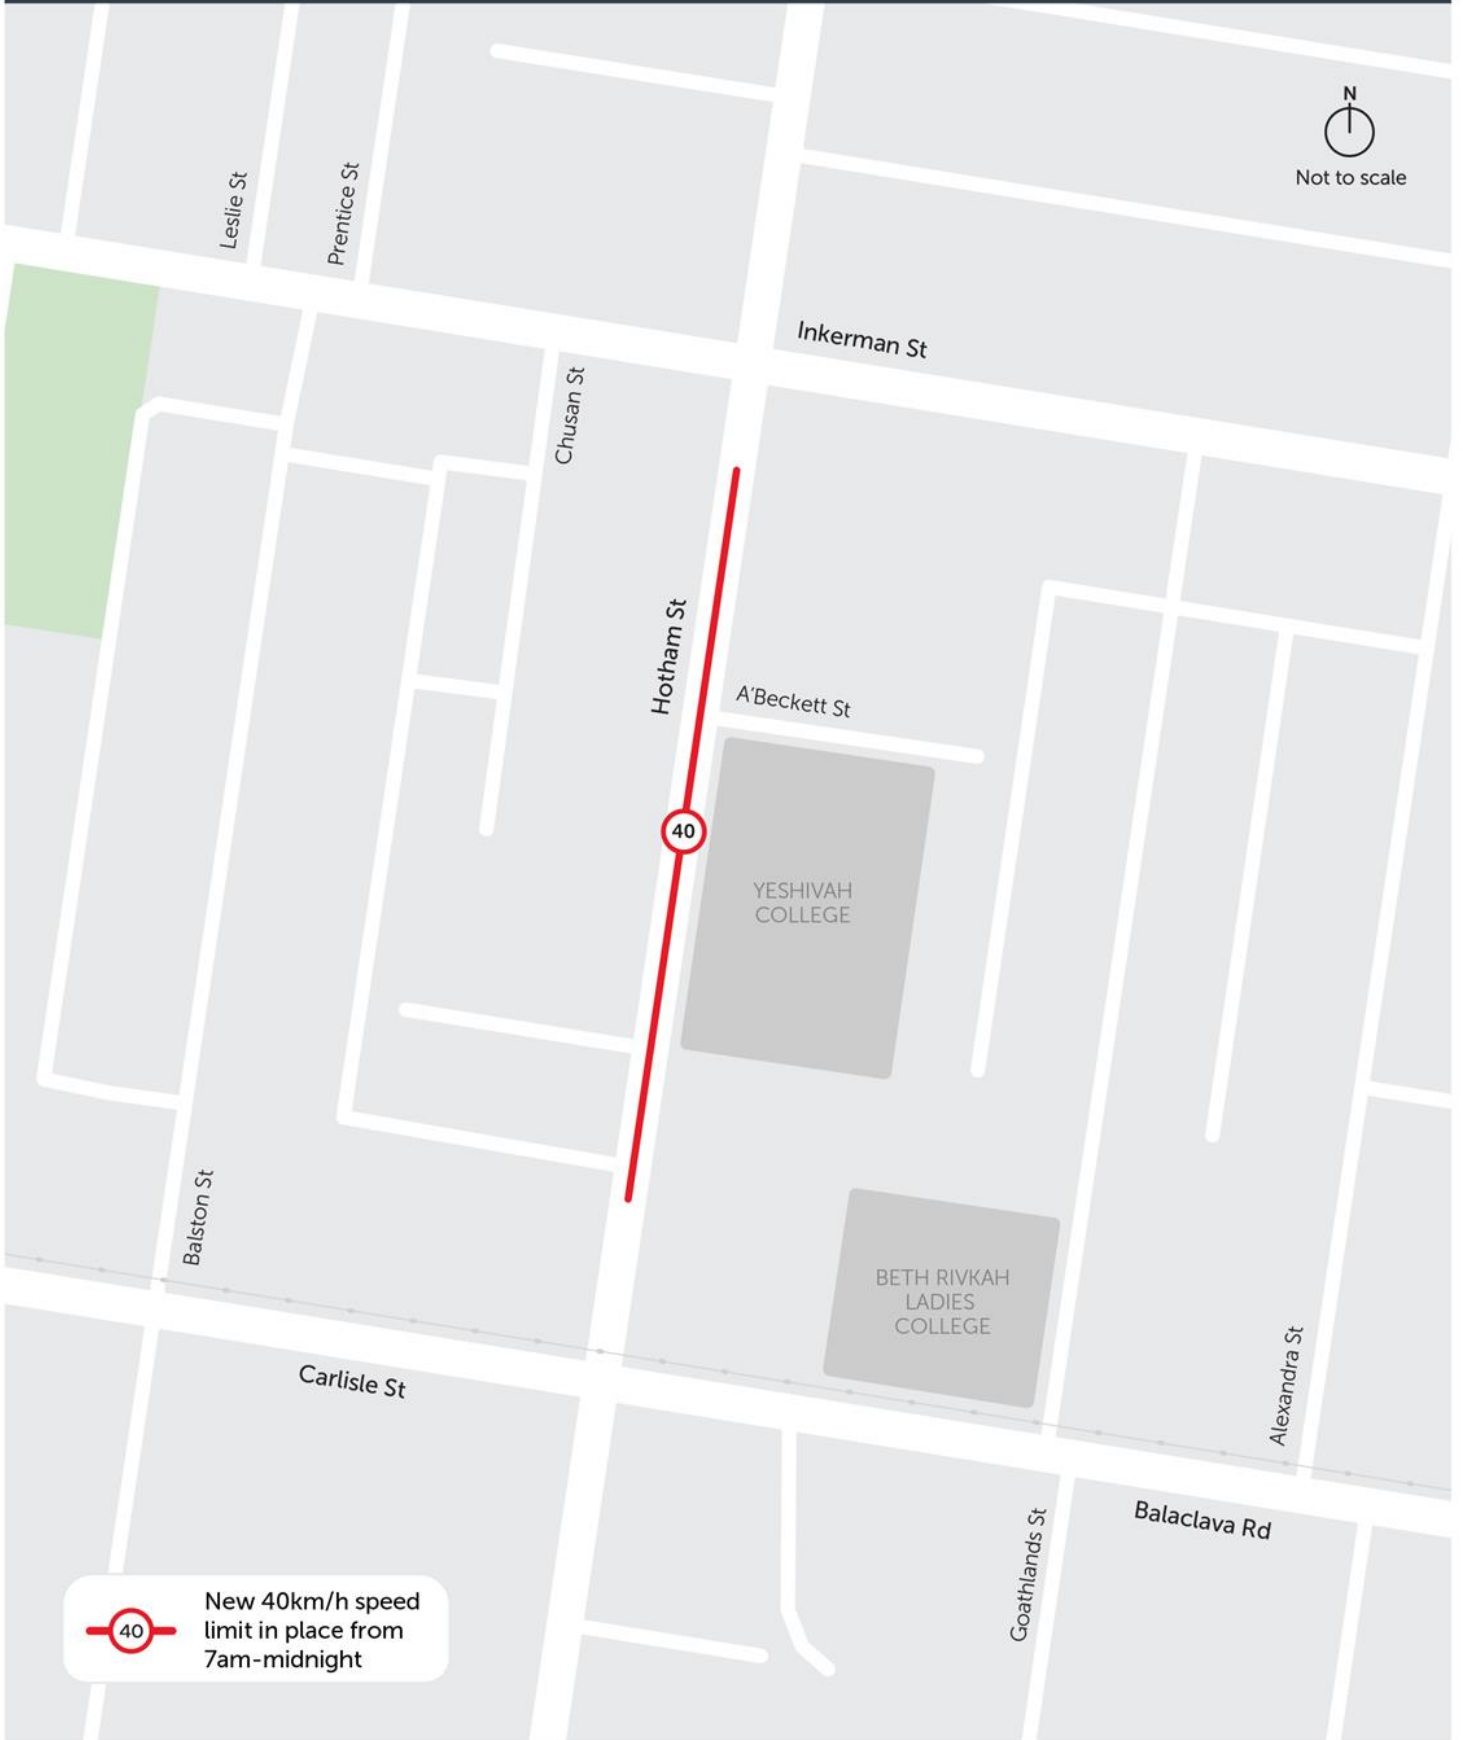 N
Not to scale
Leslie St
Prentice St
Inkerman St
Chusan St
Hotham St
A'Beckett St
40
YESHIVAH
COLLEGE
Balston St
BETH RIVKAH
LADIES
COLLEGE
Alexandra St
Carlisle St
Balaclava Rd
Goathlands St
40
New 40km/h speed
limit in place from
7am-midnight